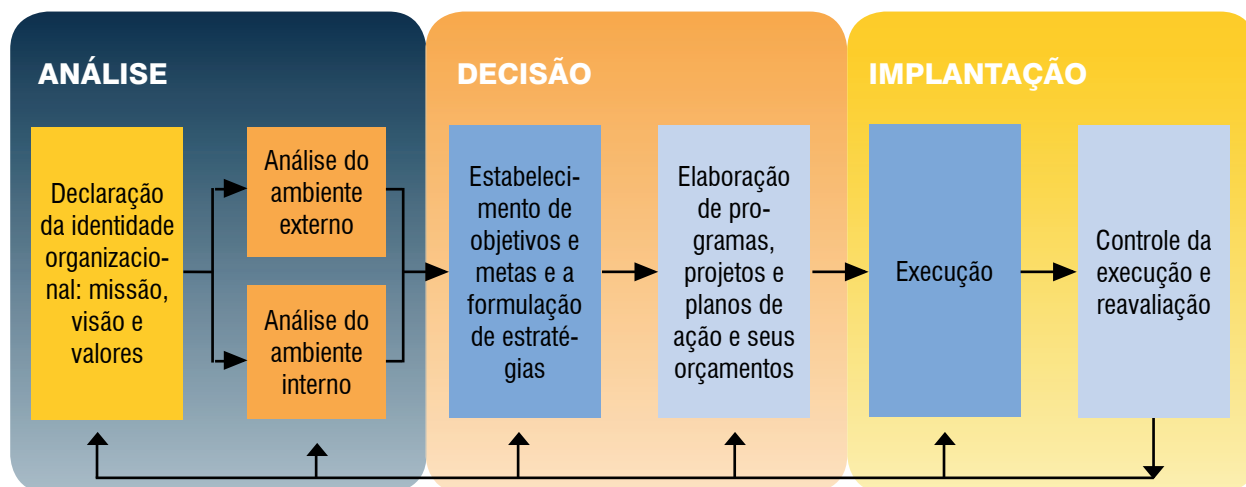 ANÁLISE
Declaração
da identidade
organizacio-
nal: missão,
visão e
valores
Análise do
ambiente
externo
Análise do
ambiente
interno
DECISÃO
Estabeleci-
mento de
objetivos e
metas e a
formulação
de estraté-
gias
Elaboração
de pro-
gramas,
projetos e
planos de
ação e seus
orçamentos
IMPLANTAÇÃO
Execução
Controle da
execução e
reavaliação